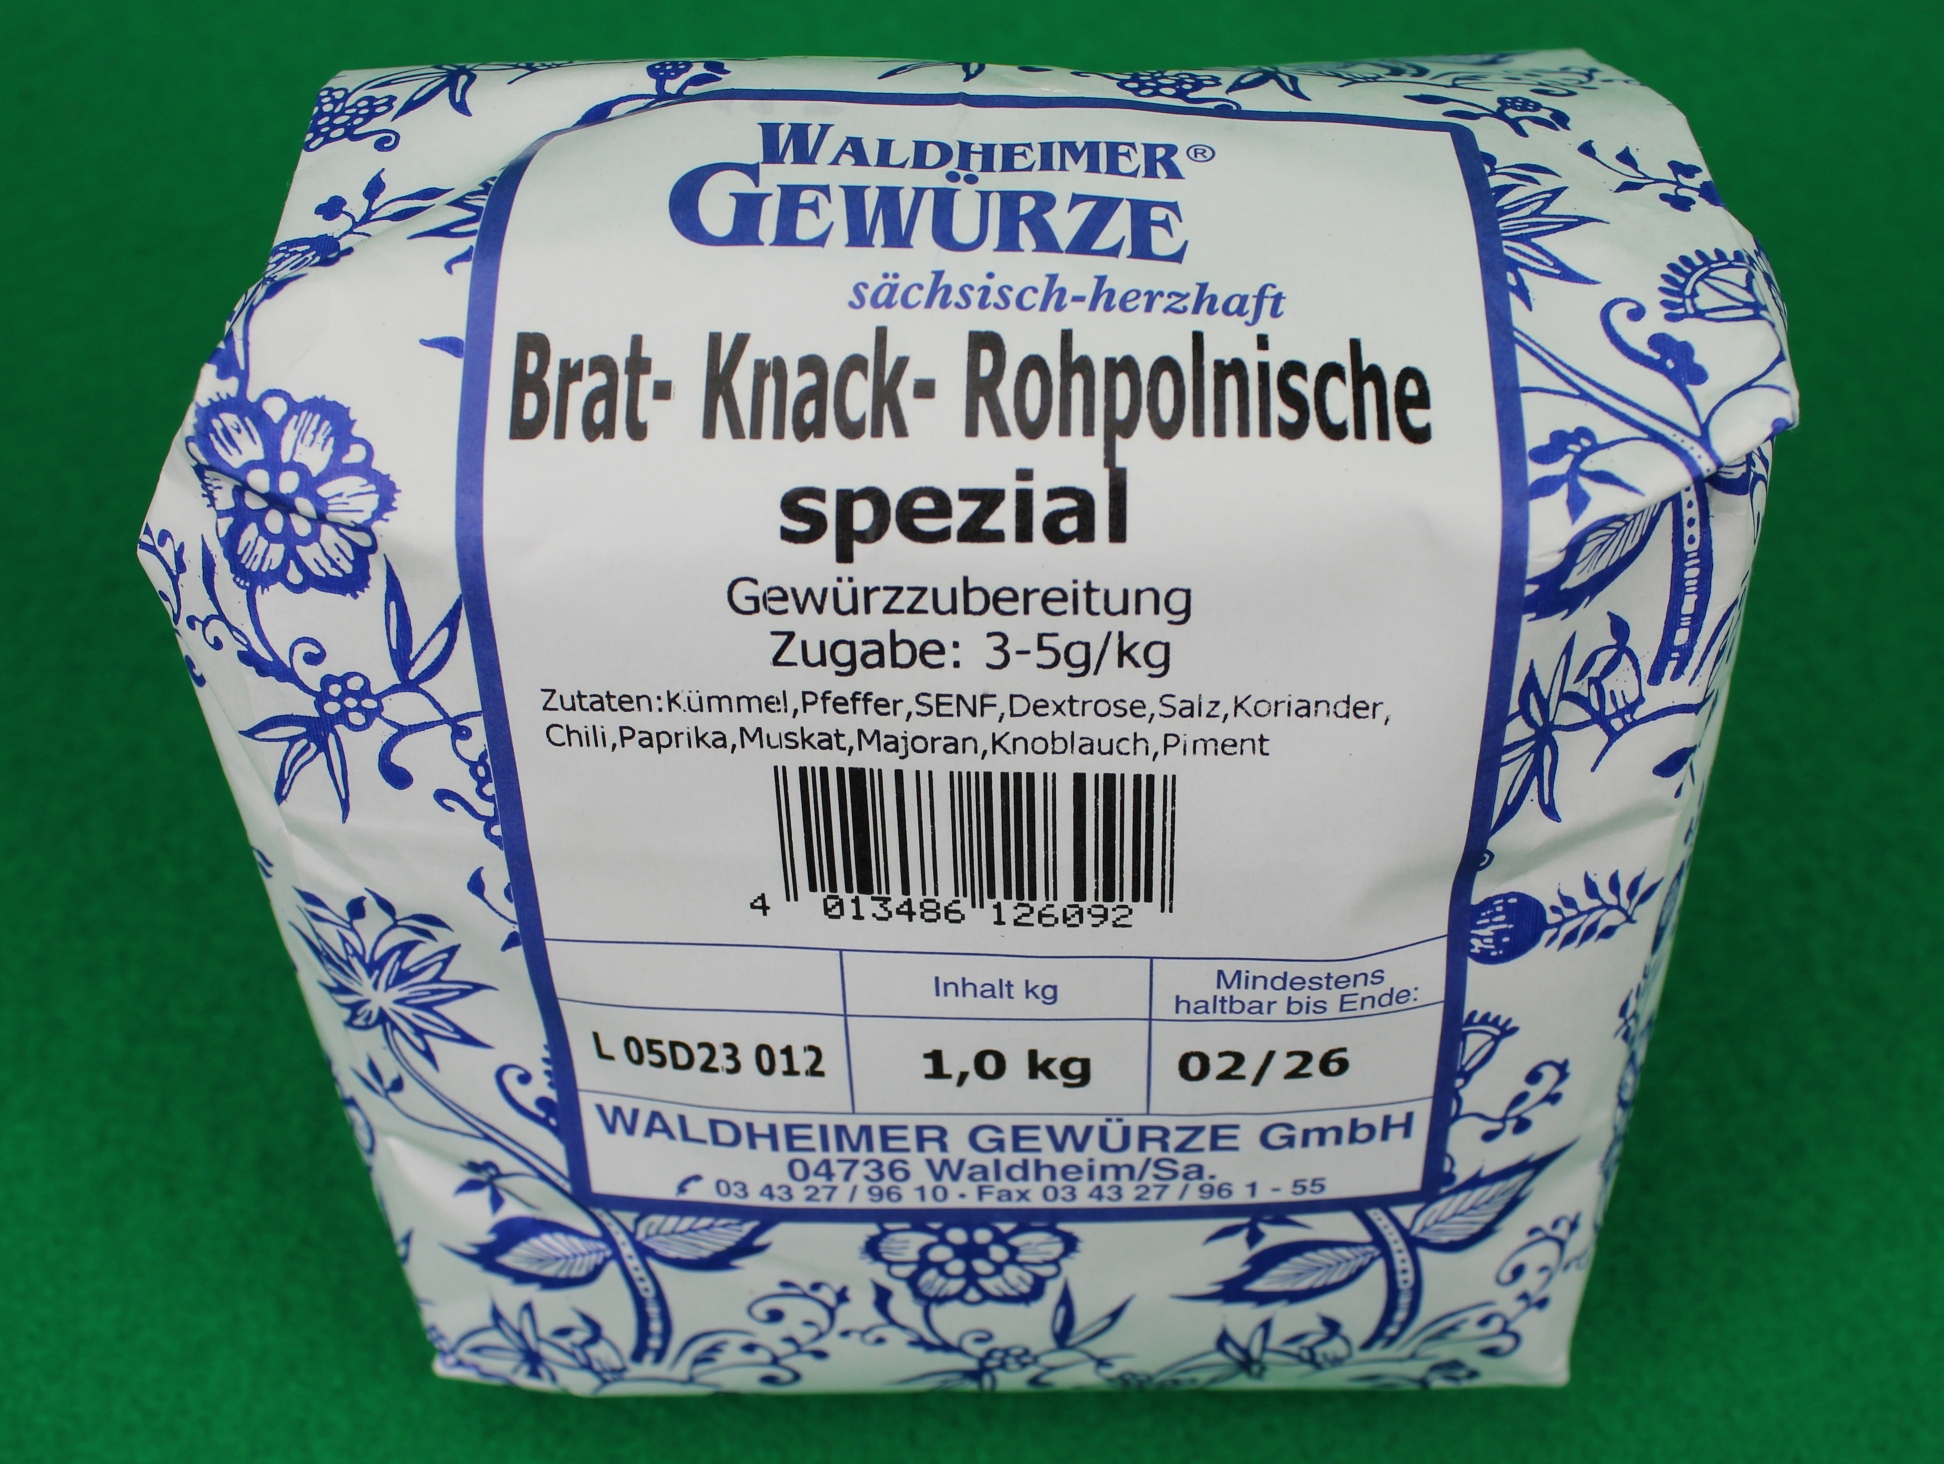 WALDHEIMER®
GEWÜRZE
sächsisch-herzhaft
Brat- Knack- Rohpolnische
spezial
Gewürzzubereitung
Zugabe: 3-5g/kg
Zutaten:Kümmel,Pfeffer,SENF,Dextrose,Salz,Koriander,
Chili,Paprika,Muskat,Majoran,Knoblauch,Piment
4 013486 126092
Inhalt kg
Mindestens
haltbar bis Ende:
L 05D23 012
1,0 kg
02/26
WALDHEIMER GEWÜRZE GmbH
04736 Waldheim/Sa.
03 43 27 / 96 10 · Fax 03 43 27 / 96 1 - 55